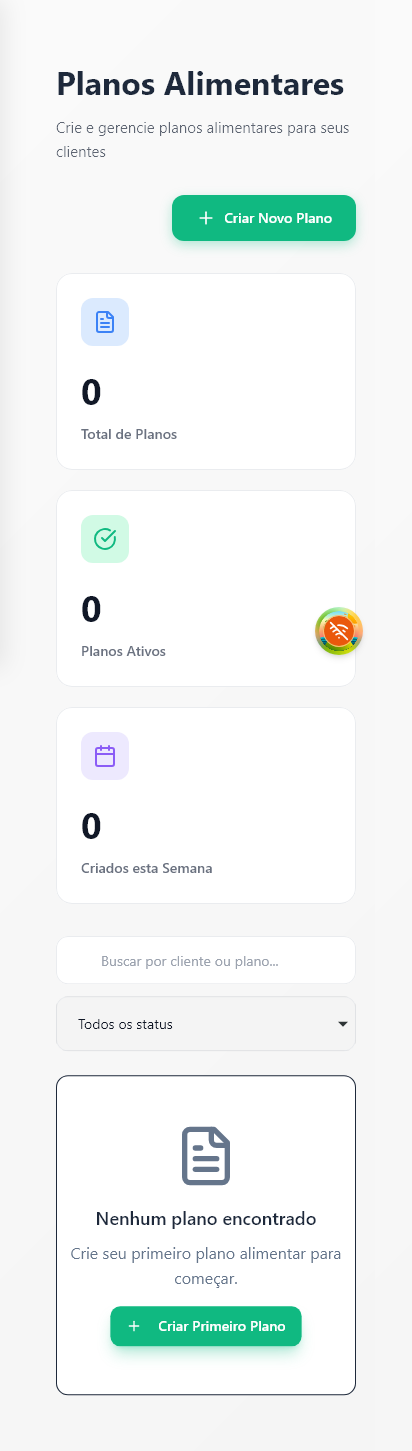 Planos Alimentares
Crie e gerencie planos alimentares para seus
clientes
Criar Novo Plano
0
Total de Planos
0
Planos Ativos
0
Criados esta Semana
Buscar por cliente ou plano...
Todos os status
Nenhum plano encontrado
Crie seu primeiro plano alimentar para
começar.
Criar Primeiro Plano